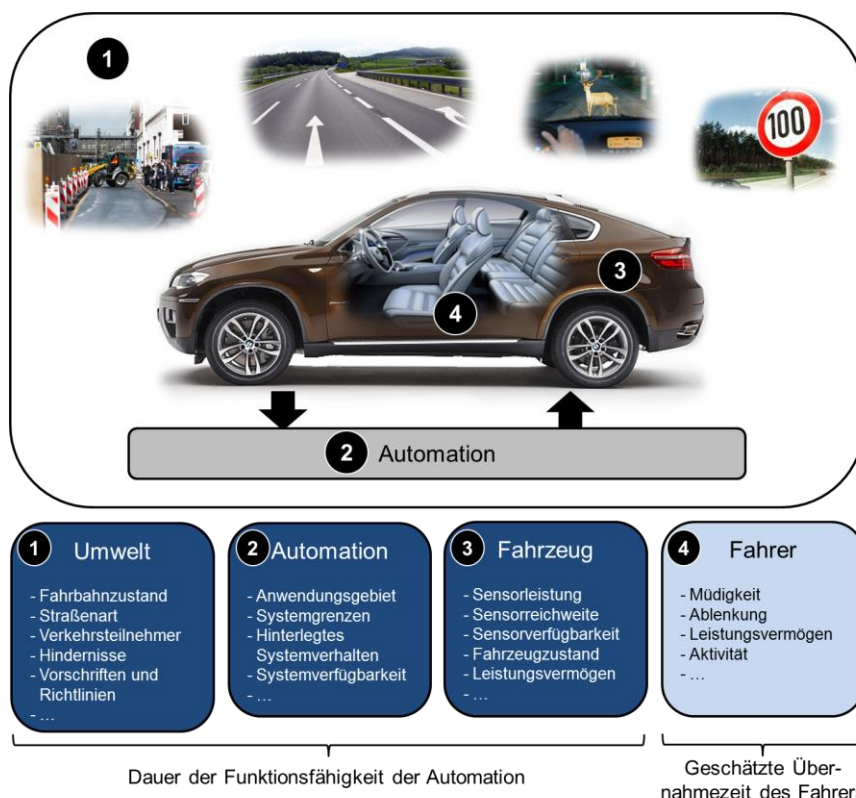 1
100
3
4
2 Automation
1 Umwelt
- Fahrbahnzustand
- Straßenart
- Verkehrsteilnehmer
- Hindernisse
- Vorschriften und
Richtlinien
- ...
2 Automation
- Anwendungsgebiet
- Systemgrenzen
- Hinterlegtes
Systemverhalten
- Systemverfügbarkeit
- ...
3 Fahrzeug
- Sensorleistung
- Sensorreichweite
- Sensorverfügbarkeit
- Fahrzeugzustand
- Leistungsvermögen
- ...
4 Fahrer
- Müdigkeit
- Ablenkung
- Leistungsvermögen
- Aktivität
- ...
Dauer der Funktionsfähigkeit der Automation
Geschätzte Über-
nahmezeit des Fahrers